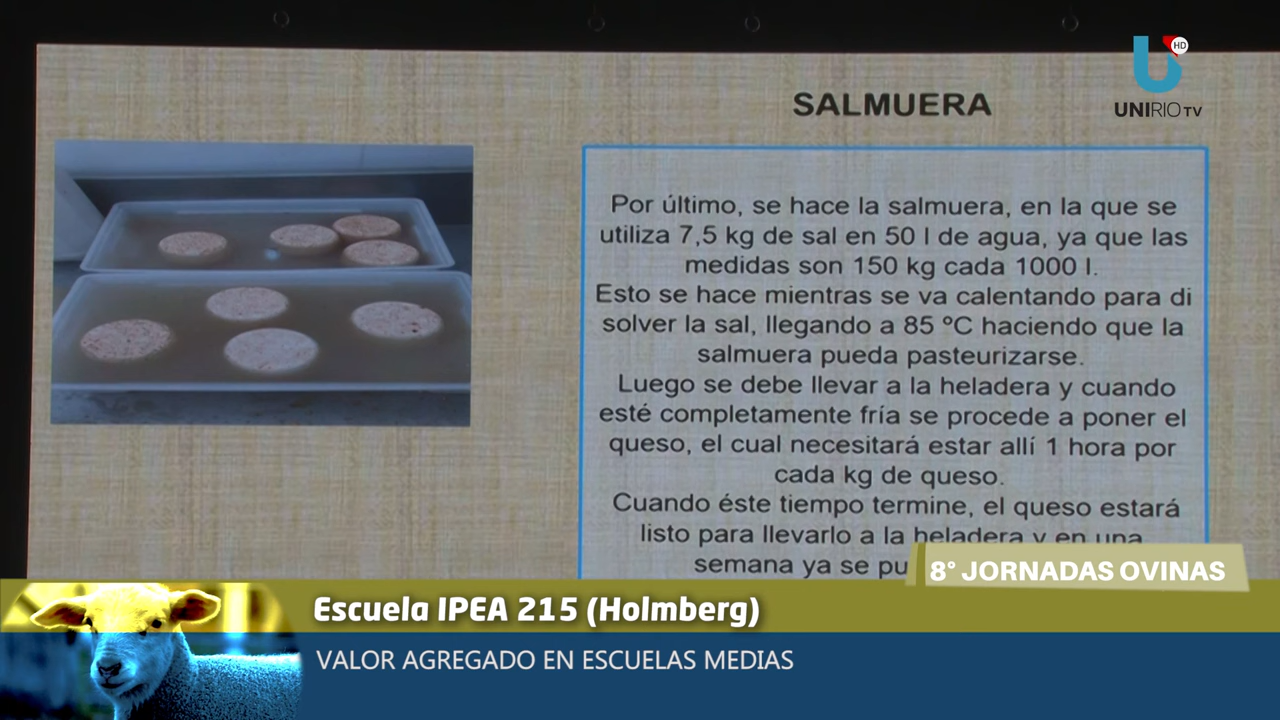 HD
UNIRIO TV
SALMUERA
Por último, se hace la salmuera, en la que se
utiliza 7,5 kg de sal en 50 l de agua, ya que las
medidas son 150 kg cada 1000 l.
Esto se hace mientras se va calentando para di
solver la sal, llegando a 85 ºC haciendo que la
salmuera pueda pasteurizarse.
Luego se debe llevar a la heladera y cuando
esté completamente fría se procede a poner el
queso, el cual necesitará estar allí 1 hora por
cada kg de queso.
Cuando éste tiempo termine, el queso estará
listo para llevarlo a la heladera y en una
semana ya se
8° JORNADAS OVINAS
Escuela IPEA 215 (Holmberg)
VALOR AGREGADO EN ESCUELAS MEDIAS